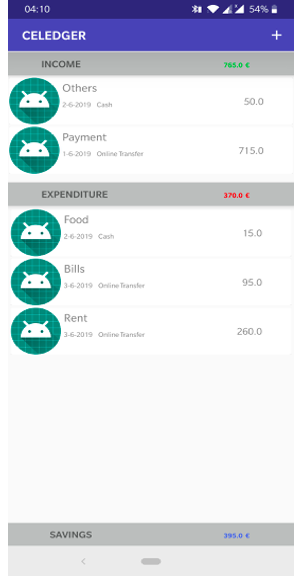 04:10 54%
CELEDGER +
INCOME 765.0 €
Others
2-6-2019 Cash 50.0
Payment
1-6-2019 Online Transfer 715.0
EXPENDITURE 370.0 €
Food
2-6-2019 Cash 15.0
Bills
3-6-2019 Online Transfer 95.0
Rent
3-6-2019 Online Transfer 260.0
SAVINGS 395.0 €